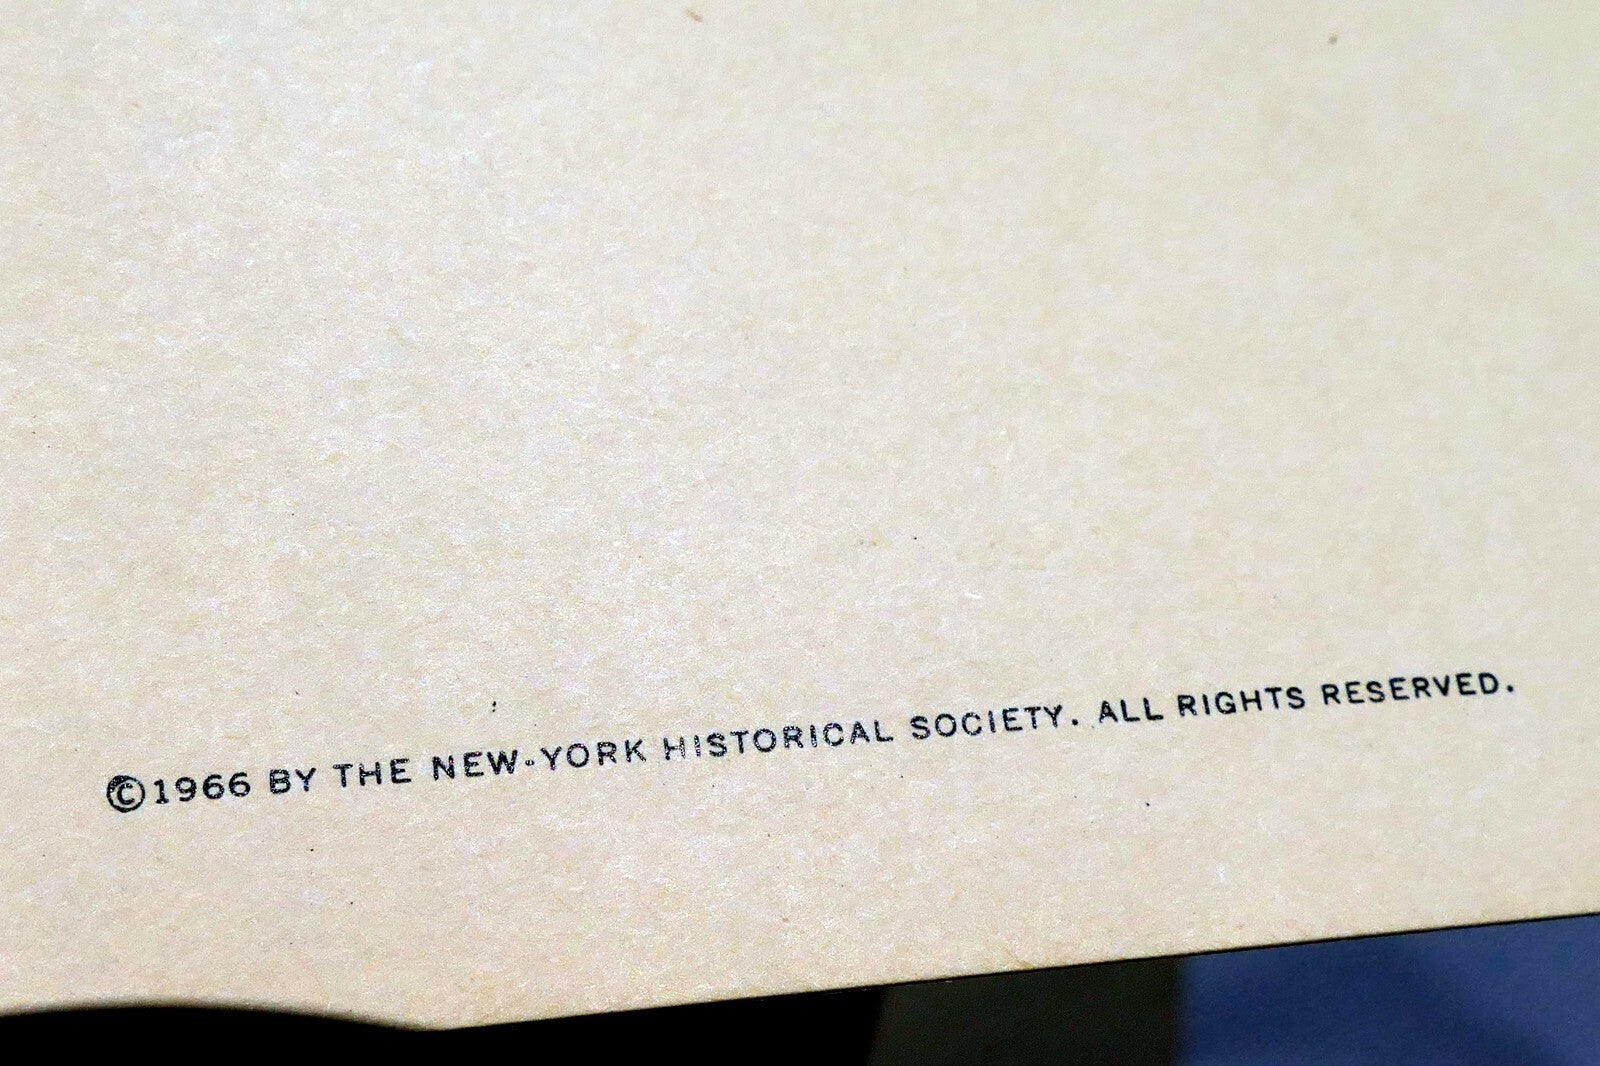 ©1966 BY THE NEW-YORK HISTORICAL SOCIETY. ALL RIGHTS RESERVED.